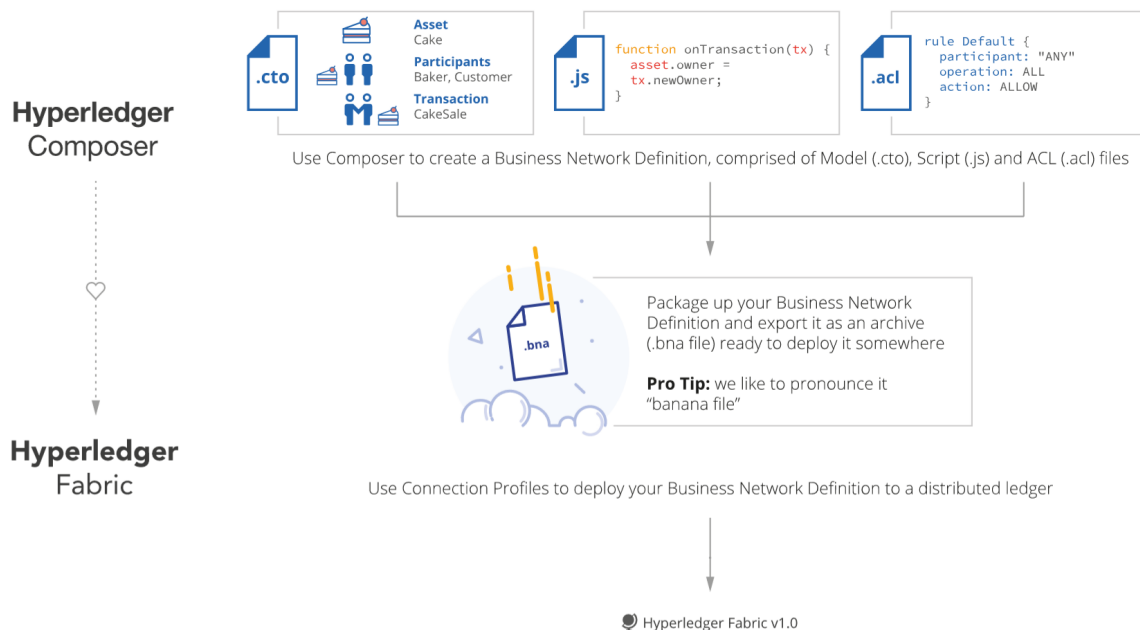 Hyperledger
Composer
.cto
Asset
Cake
Participants
Baker, Customer
Transaction
CakeSale
.js
function onTransaction(tx) {
asset.owner =
tx.newOwner;
}
.acl
rule Default {
participant: "ANY"
operation: ALL
action: ALLOW
}
Use Composer to create a Business Network Definition, comprised of Model (.cto), Script (.js) and ACL (.acl) files
.bna
Package up your Business Network
Definition and export it as an archive
(.bna file) ready to deploy it somewhere
Pro Tip: we like to pronounce it
“banana file”
Hyperledger
Fabric
Use Connection Profiles to deploy your Business Network Definition to a distributed ledger
Hyperledger Fabric v1.0